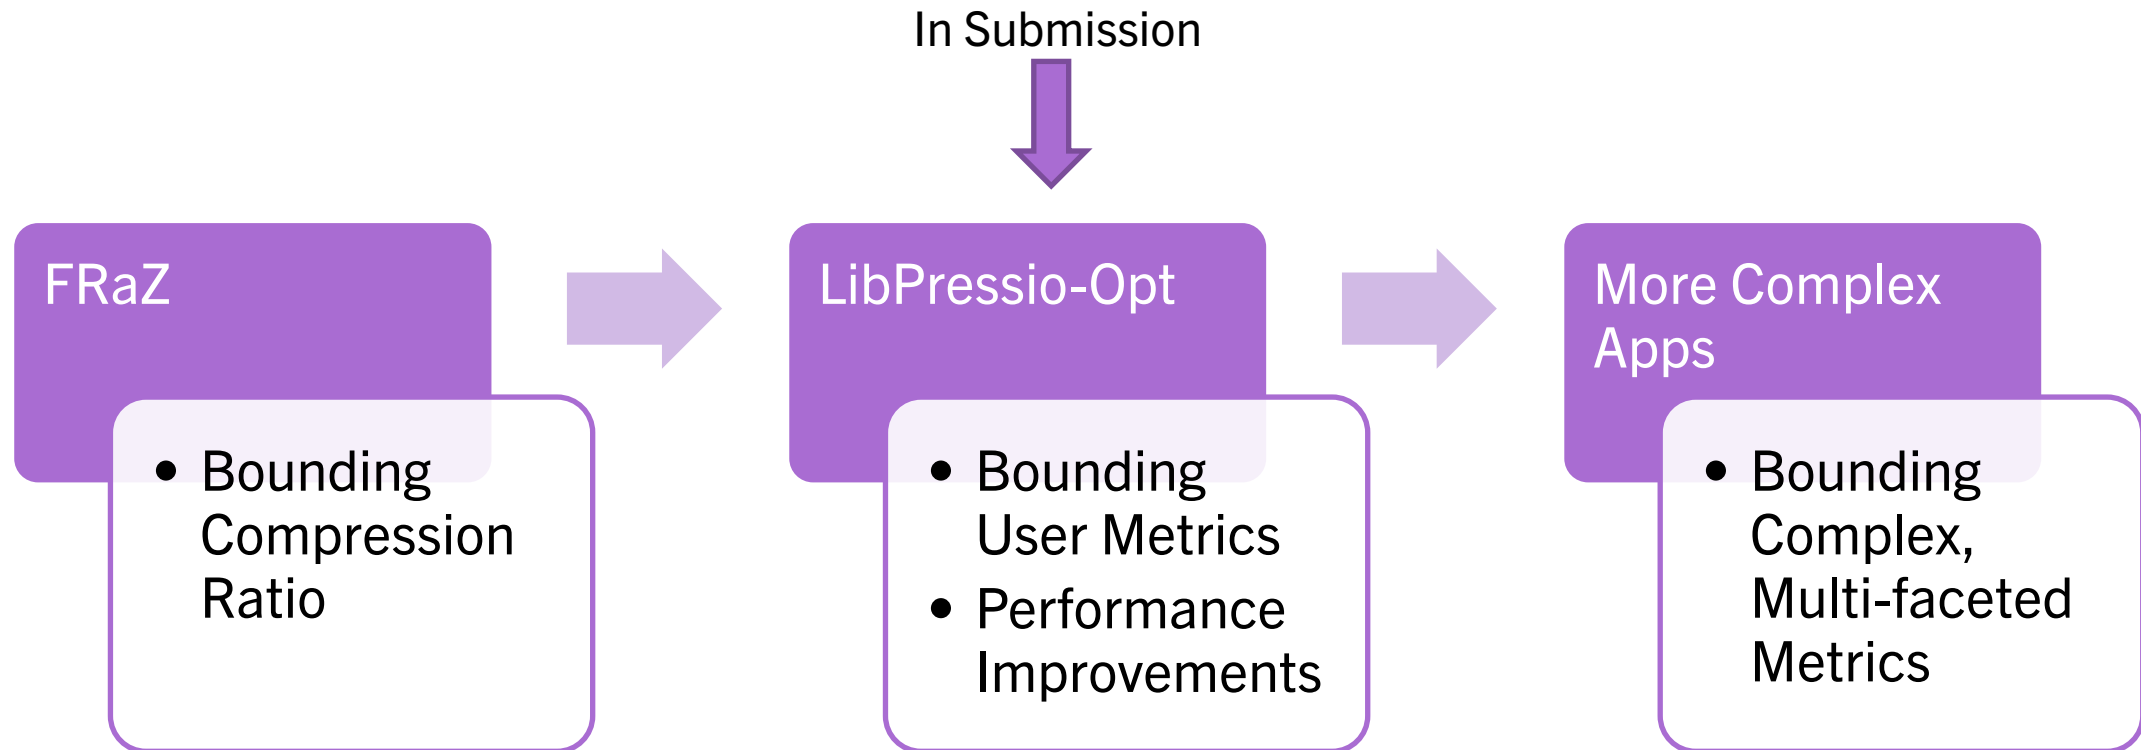 In Submission
FRaZ
• Bounding
Compression
Ratio
LibPressio-Opt
• Bounding
User Metrics
• Performance
Improvements
More Complex
Apps
• Bounding
Complex,
Multi-faceted
Metrics